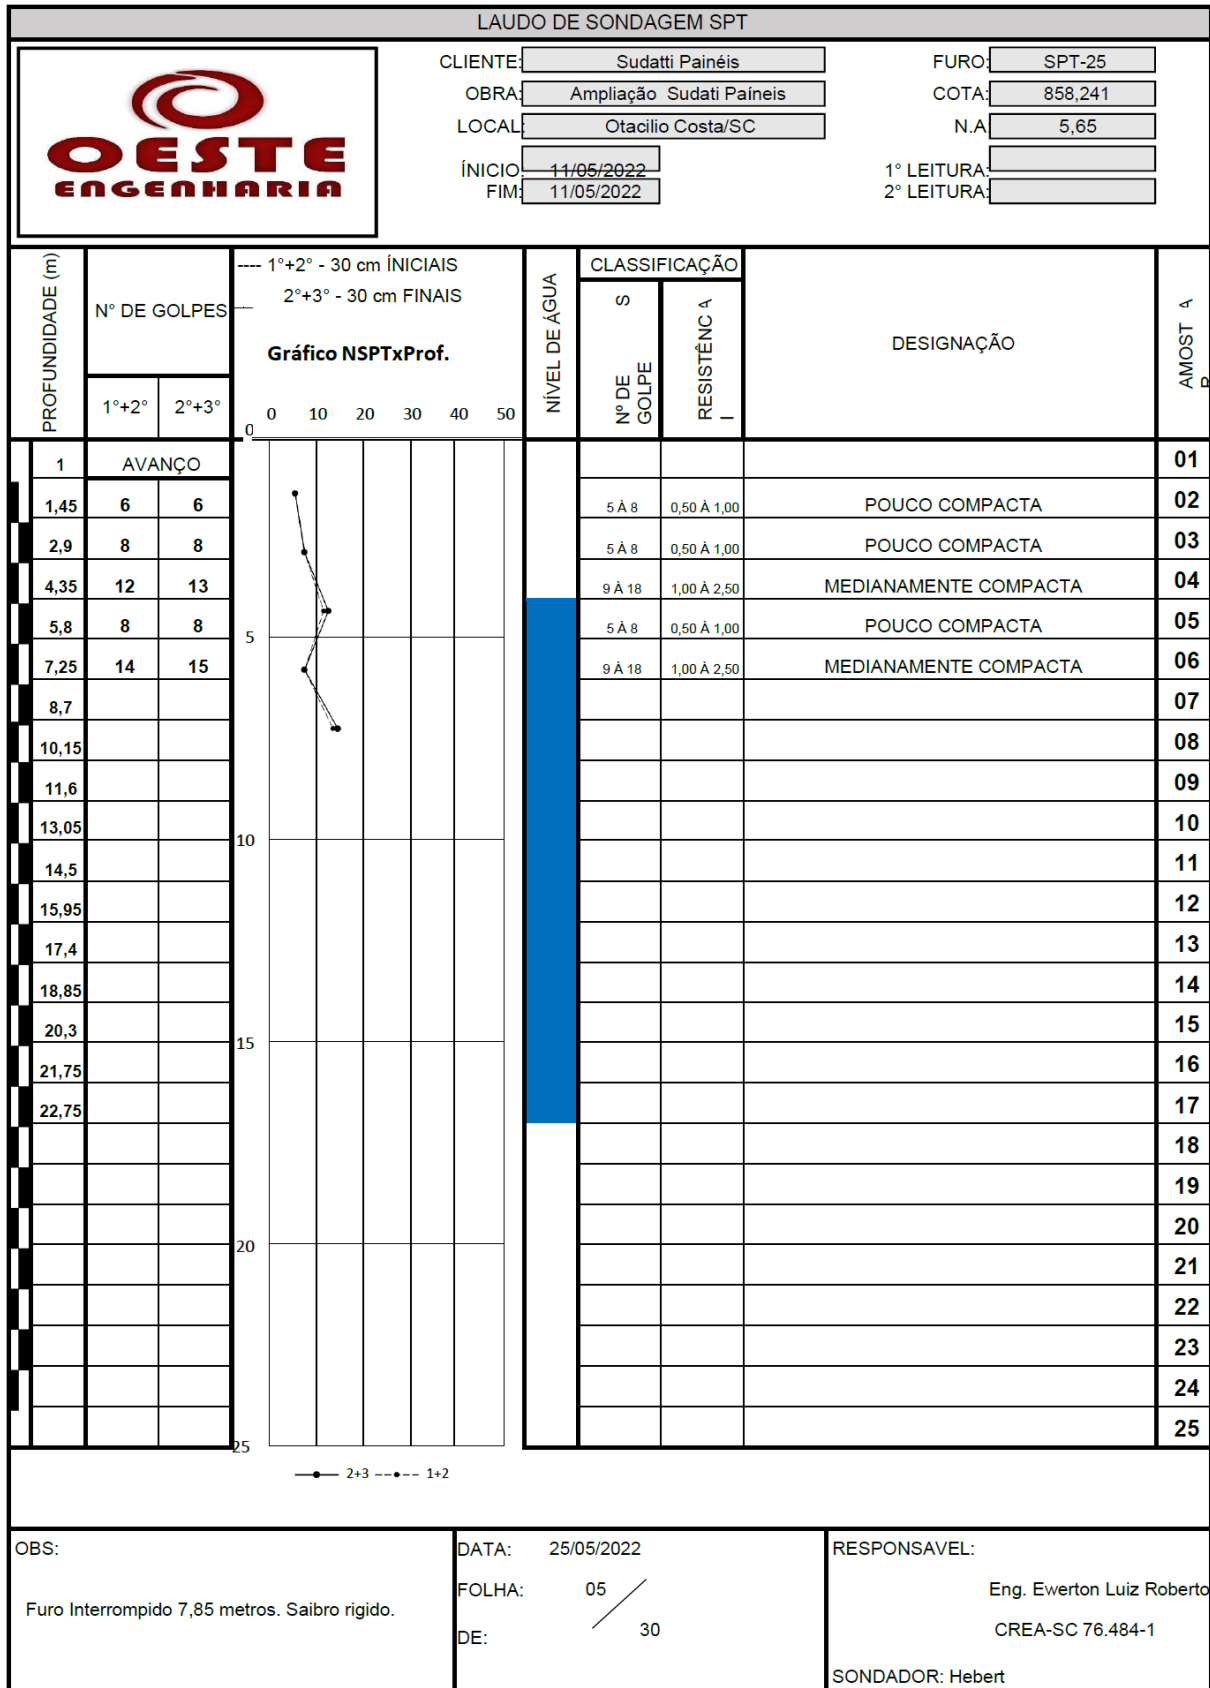 LAUDO DE SONDAGEM SPT
OESTE
ENGENHARIA
CLIENTE: Sudatti Painéis
OBRA: Ampliação Sudati Paíneis
LOCAL: Otacilio Costa/SC
ÍNICIO: 11/05/2022
FIM: 11/05/2022
FURO: SPT-25
COTA: 858,241
N.A 5,65
1° LEITURA:
2° LEITURA:
PROFUNDIDADE (m)
N° DE GOLPES
1°+2° 2°+3°
---- 1°+2° - 30 cm ÍNICIAIS
2°+3° - 30 cm FINAIS
Gráfico NSPTxProf.
0 10 20 30 40 50
0
NÍVEL DE ÁGUA
CLASSIFICAÇÃO
Nº DE GOLPE S
RESISTÊNC A I
DESIGNAÇÃO
AMOST A R
1 AVANÇO 01
1,45 6 6 5 À 8 0,50 À 1,00 POUCO COMPACTA 02
2,9 8 8 5 À 8 0,50 À 1,00 POUCO COMPACTA 03
4,35 12 13 9 À 18 1,00 À 2,50 MEDIANAMENTE COMPACTA 04
5,8 8 8 5 5 À 8 0,50 À 1,00 POUCO COMPACTA 05
7,25 14 15 9 À 18 1,00 À 2,50 MEDIANAMENTE COMPACTA 06
8,7 07
10,15 08
11,6 09
13,05 10 10
14,5 11
15,95 12
17,4 13
18,85 14
20,3 15 15
21,75 16
22,75 17
18
19
20 20
21
22
23
24
25 25
2+3 1+2
OBS:
Furo Interrompido 7,85 metros. Saibro rigido.
DATA: 25/05/2022
FOLHA: 05 /
DE: 30
RESPONSAVEL:
Eng. Ewerton Luiz Roberto
CREA-SC 76.484-1
SONDADOR: Hebert